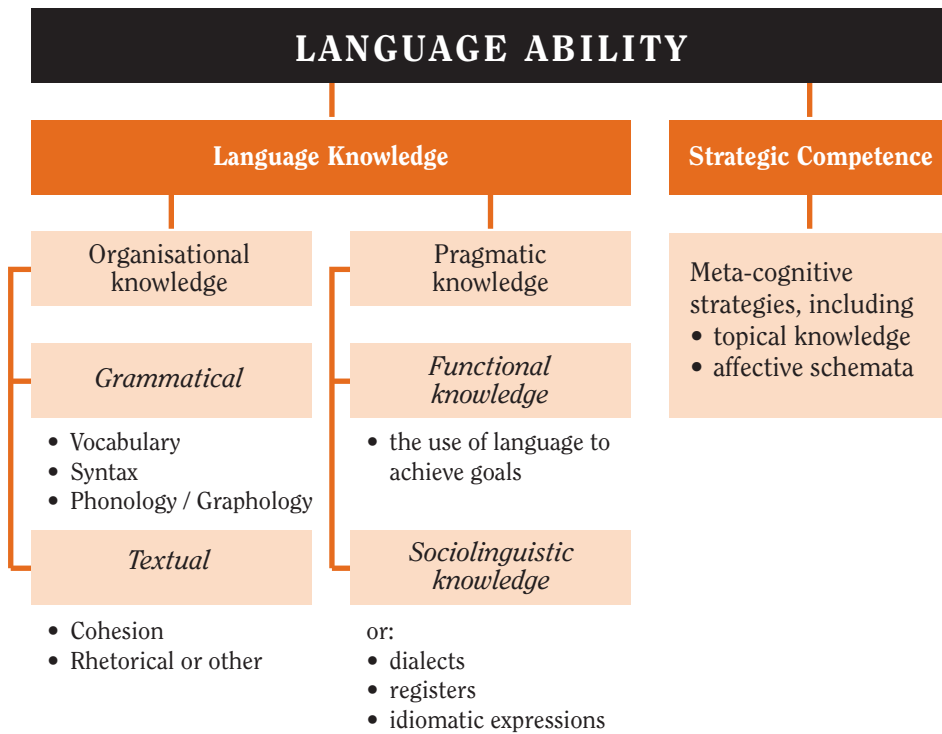 LANGUAGE ABILITY
Language Knowledge
Strategic Competence
Organisational
knowledge
Grammatical
• Vocabulary
• Syntax
• Phonology / Graphology
Textual
• Cohesion
• Rhetorical or other
Pragmatic
knowledge
Functional
knowledge
• the use of language to
achieve goals
Sociolinguistic
knowledge
or:
• dialects
• registers
• idiomatic expressions
Meta-cognitive
strategies, including
• topical knowledge
• affective schemata